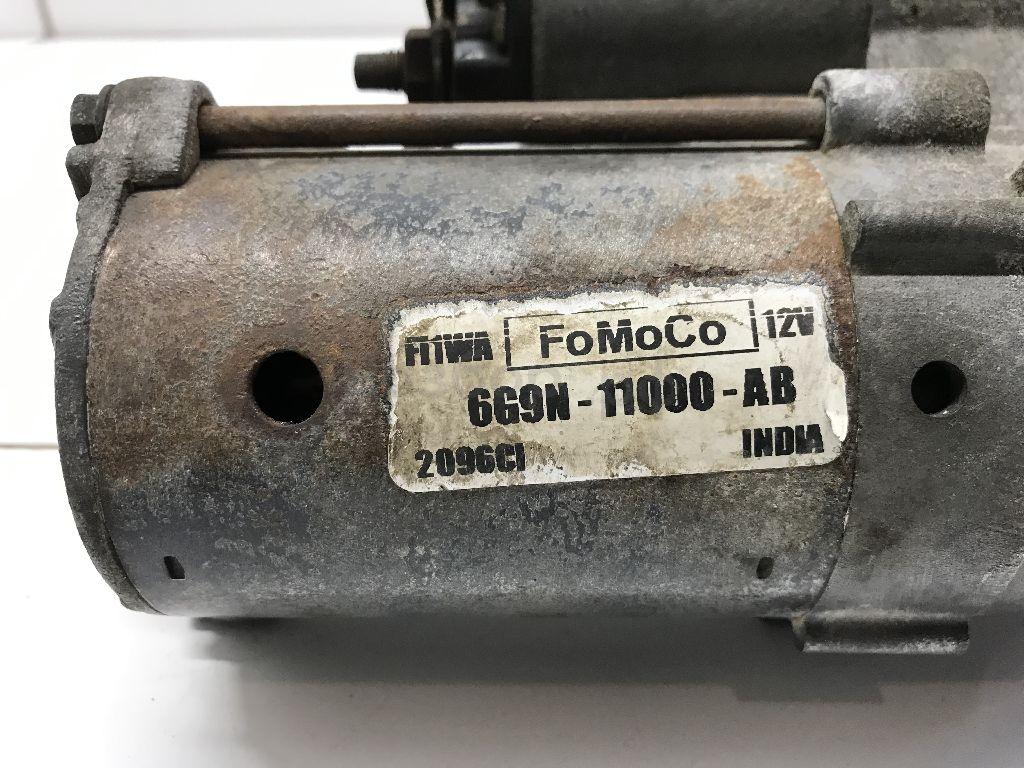 FI1WA FoMoCo 12V
6G9N-11000-AB
2096CI INDIA